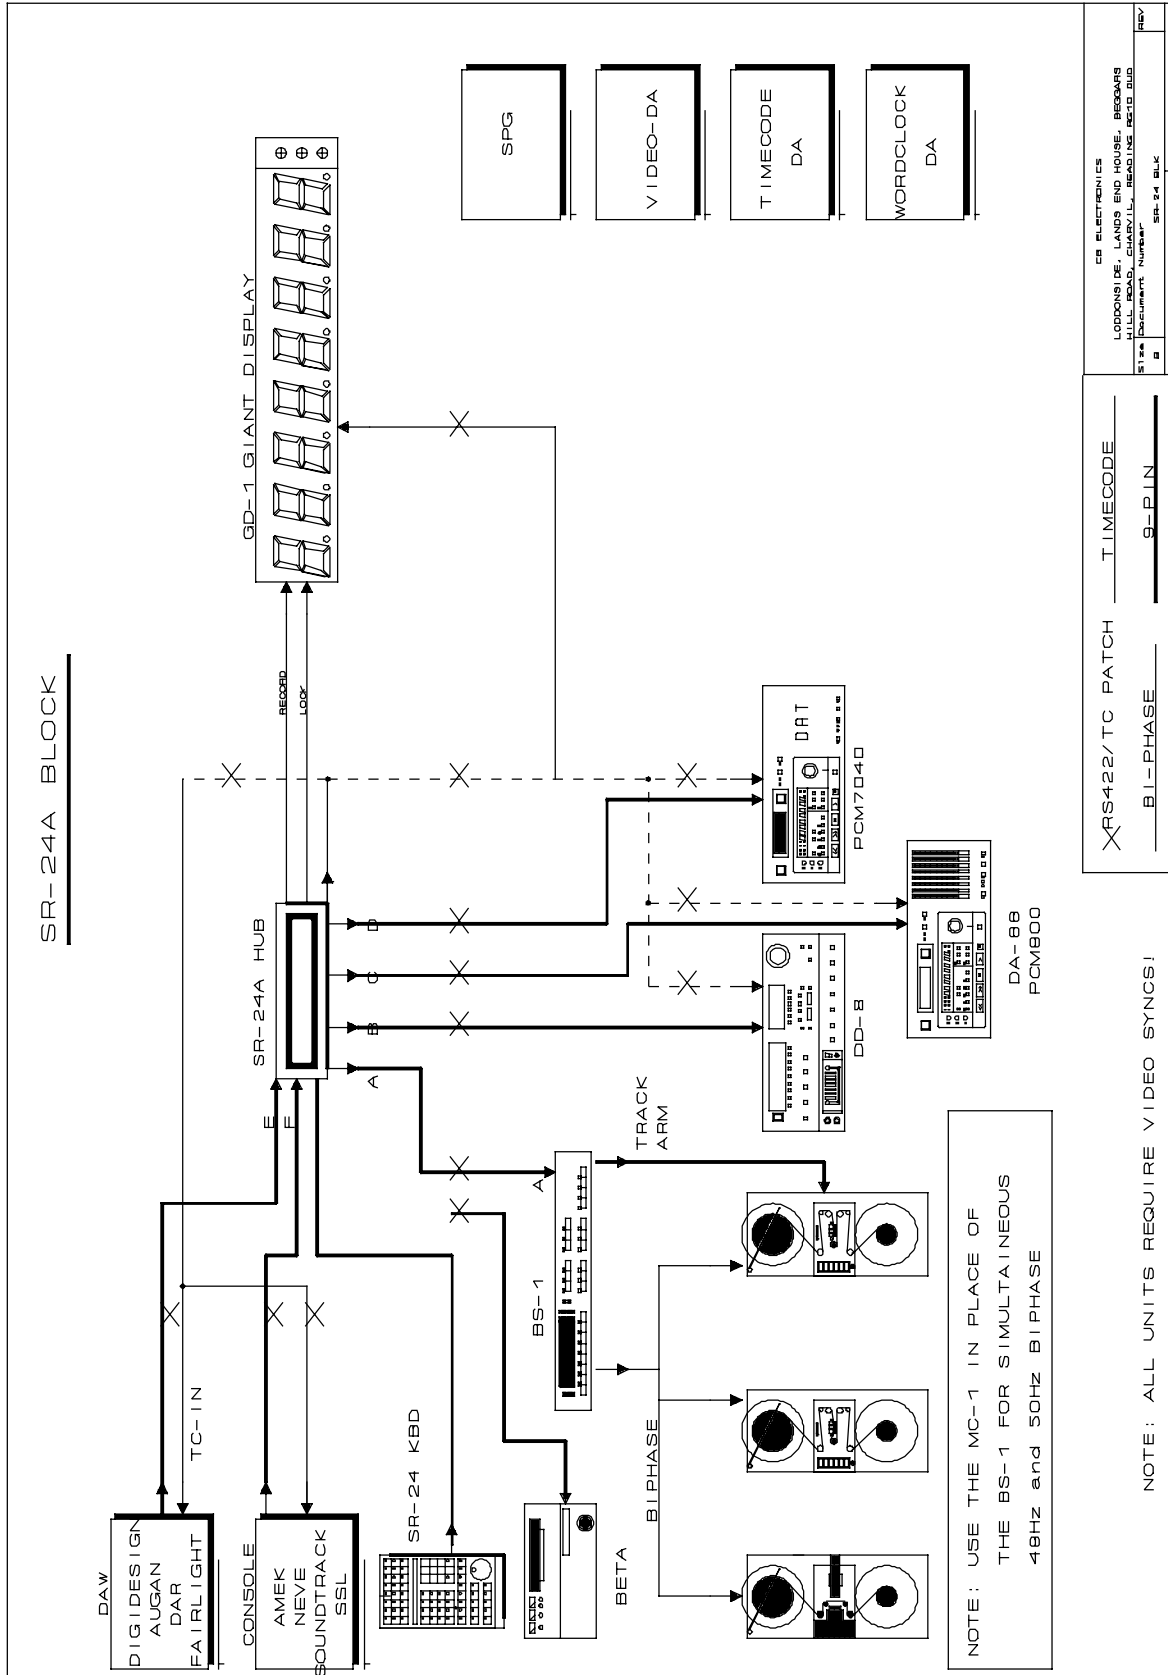 SR-24A BLOCK
DAW
DIGIDESIGN
AUGAN
DAR
FAIRLIGHT
TC-IN
CONSOLE
AMEK
NEVE
SOUNDTRACK
SSL
SR-24 KBD
BETA
E
F
SR-24A HUB
A
B
C
D
RECORD
LOCK
GD-1 GIANT DISPLAY
SPG
VIDEO-DA
TIMECODE
DA
WORDCLOCK
DA
BS-1
A
TRACK
ARM
BIPHASE
DD-8
PCM7040
DAT
DA-88
PCM800
NOTE: USE THE MC-1 IN PLACE OF
THE BS-1 FOR SIMULTAINEOUS
48Hz and 50Hz BIPHASE
NOTE: ALL UNITS REQUIRE VIDEO SYNCS!
RS422/TC PATCH
TIMECODE
BI-PHASE
9-PIN
CB ELECTRONICS
LODDONSIDE, LANDS END HOUSE, BEGGARS
HILL ROAD, CHARVIL, READING RG10 0UD
Size
Document Number
REV
B
SR-24 BLK